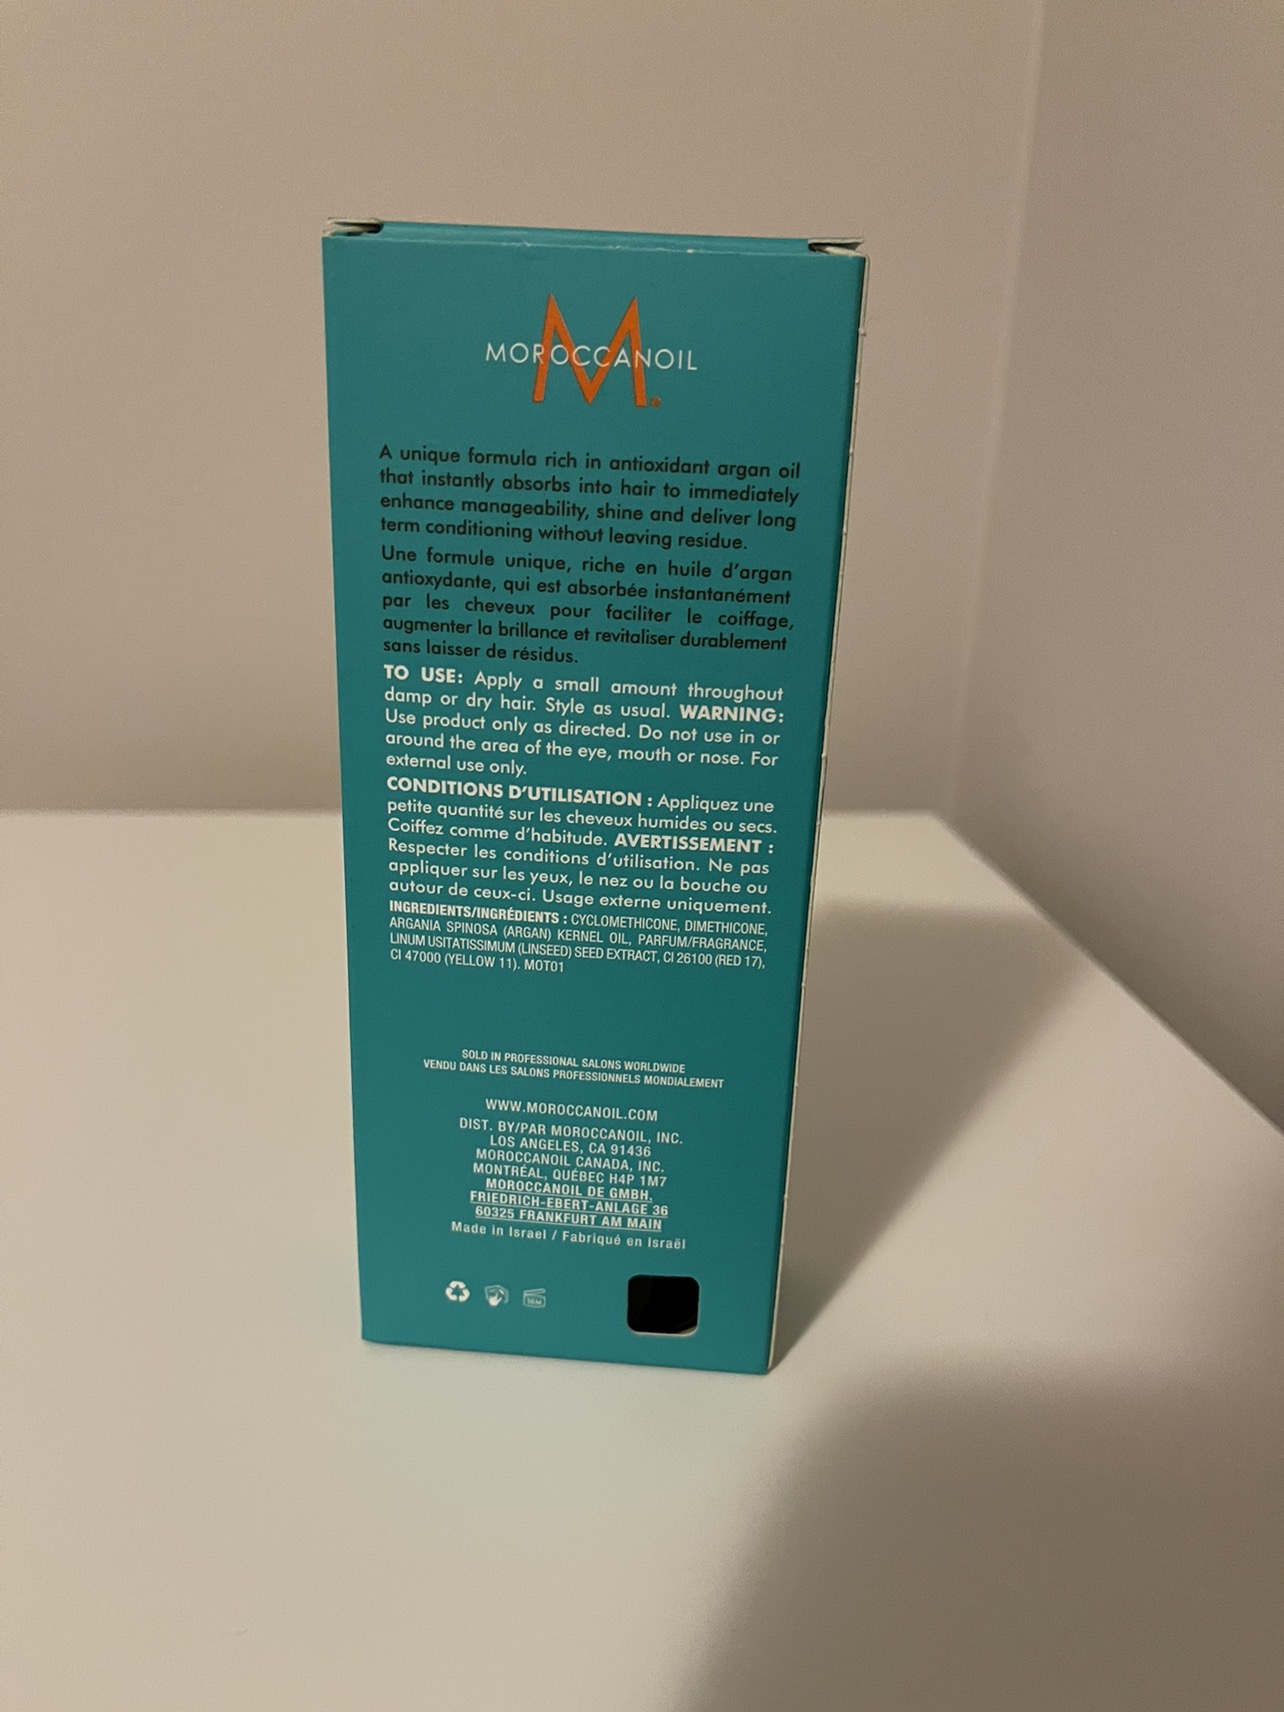 MOROCCANOIL
M
A unique formula rich in antioxidant argan oil
that instantly absorbs into hair to immediately
enhance manageability, shine and deliver long
term conditioning without leaving residue.
Une formule unique, riche en huile d'argan
antioxydante, qui est absorbée instantanément
par les cheveux pour faciliter le coiffage,
augmenter la brillance et revitaliser durablement
sans laisser de résidus.
TO USE: Apply a small amount throughout
damp or dry hair. Style as usual. WARNING:
Use product only as directed. Do not use in or
around the area of the eye, mouth or nose. For
external use only.
CONDITIONS D'UTILISATION : Appliquez une
petite quantité sur les cheveux humides ou secs.
Coiffez comme d'habitude. AVERTISSEMENT :
Respecter les conditions d'utilisation. Ne pas
appliquer sur les yeux, le nez ou la bouche ou
autour de ceux-ci. Usage externe uniquement.
INGREDIENTS/INGRÉDIENTS : CYCLOMETHICONE, DIMETHICONE,
ARGANIA SPINOSA (ARGAN) KERNEL OIL, PARFUM/FRAGRANCE,
LINUM USITATISSIMUM (LINSEED) SEED EXTRACT, CI 26100 (RED 17),
CI 47000 (YELLOW 11). MOT01
SOLD IN PROFESSIONAL SALONS WORLDWIDE
VENDU DANS LES SALONS PROFESSIONNELS MONDIALEMENT
WWW.MOROCCANOIL.COM
DIST. BY/PAR MOROCCANOIL, INC.
LOS ANGELES, CA 91436
MOROCCANOIL CANADA, INC.
MONTRÉAL, QUÉBEC H4P 1M7
MOROCCANOIL DE GMBH,
FRIEDRICH-EBERT-ANLAGE 36
60325 FRANKFURT AM MAIN
Made in Israel / Fabriqué en Israël